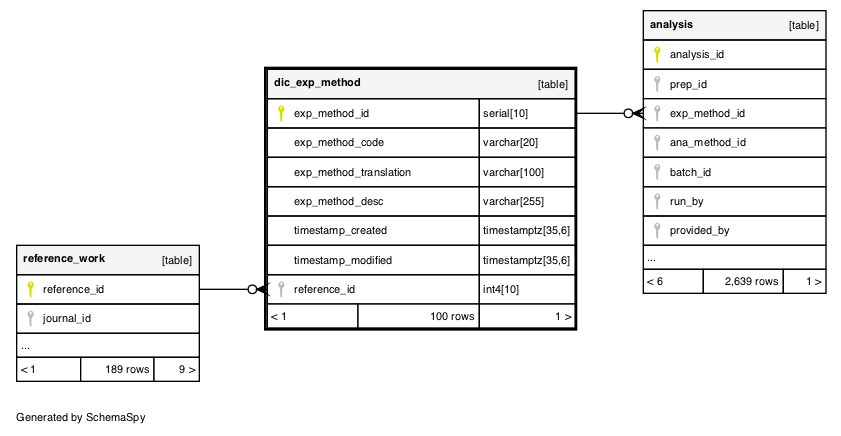 analysis [table]
analysis_id
prep_id
exp_method_id
ana_method_id
batch_id
run_by
provided_by
...
< 6 2,639 rows 1 >
dic_exp_method [table]
exp_method_id serial[10]
exp_method_code varchar[20]
exp_method_translation varchar[100]
exp_method_desc varchar[255]
timestamp_created timestamptz[35,6]
timestamp_modified timestamptz[35,6]
reference_id int4[10]
< 1 100 rows 1 >
reference_work [table]
reference_id
journal_id
...
< 1 189 rows 9 >
Generated by SchemaSpy